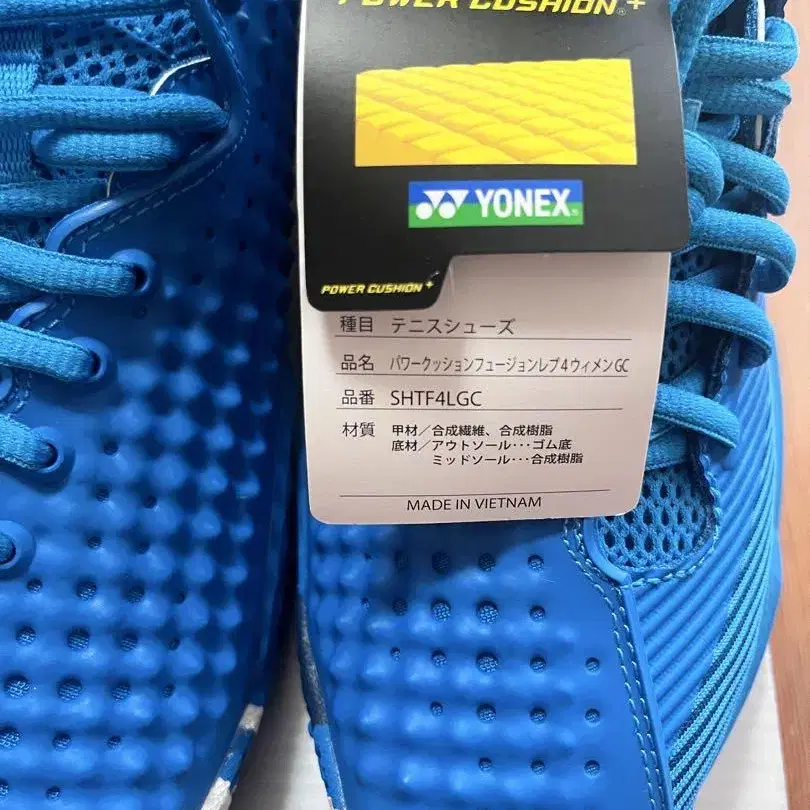 POWER CUSHION®+
YONEX®
POWER CUSHION+
種目 テニスシューズ
品名 パワークッションフュージョンレブ4ウィメンGC
品番 SHTF4LGC
材質 甲材/合成繊維、合成樹脂
底材/アウトソール・・・ゴム底
ミッドソール・・・合成樹脂
MADE IN VIETNAM